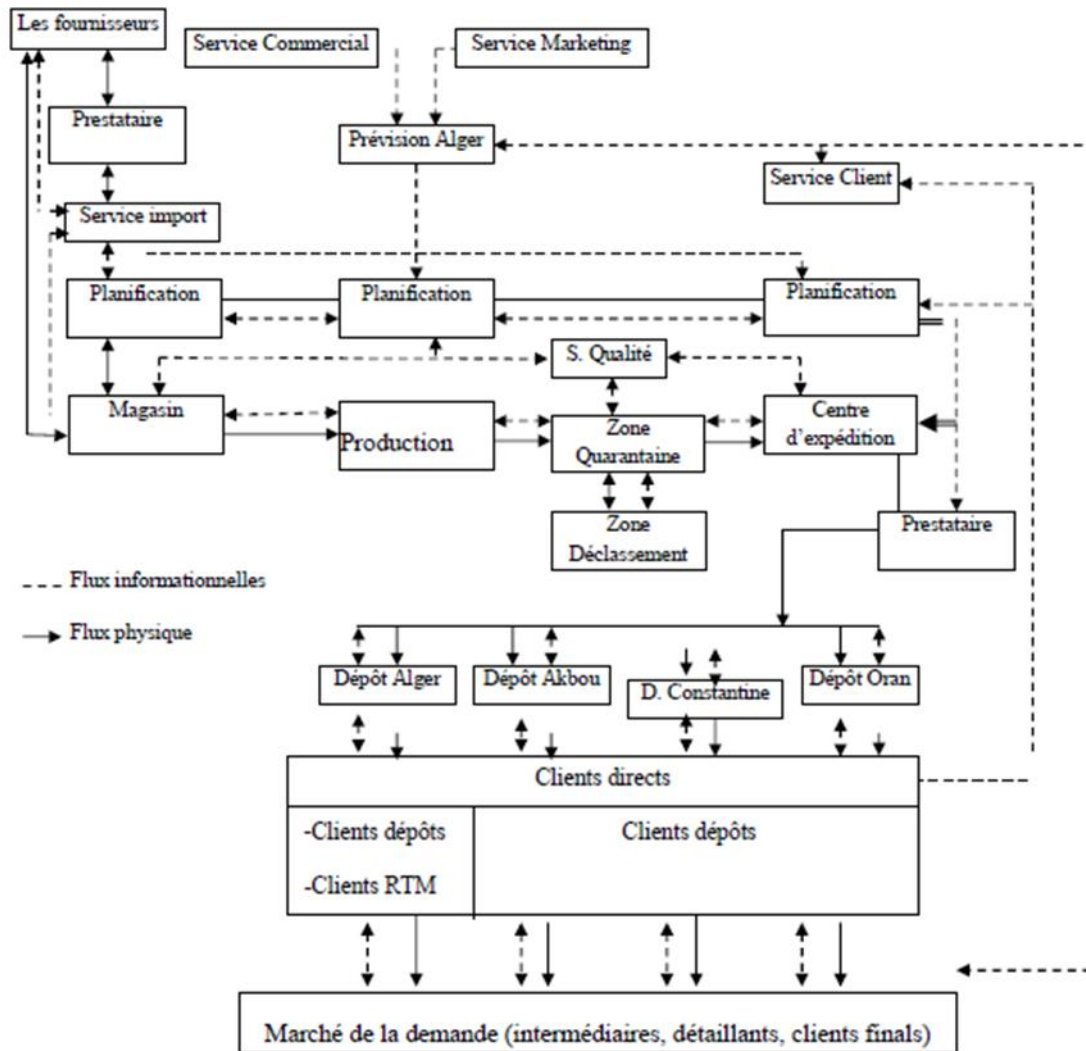 Les fournisseurs
Service Commercial
Service Marketing
Prestataire
Prévision Alger
Service Client
Service import
Planification
Planification
Planification
S. Qualité
Magasin
Production
Zone
Quarantaine
Centre
d'expédition
Zone
Déclassement
Prestataire
Flux informationnelles
Flux physique
Dépôt Alger
Dépôt Akbou
D. Constantine
Dépôt Oran
Clients directs
-Clients dépôts
-Clients RTM
Clients dépôts
Marché de la demande (intermédiaires, détaillants, clients finals)